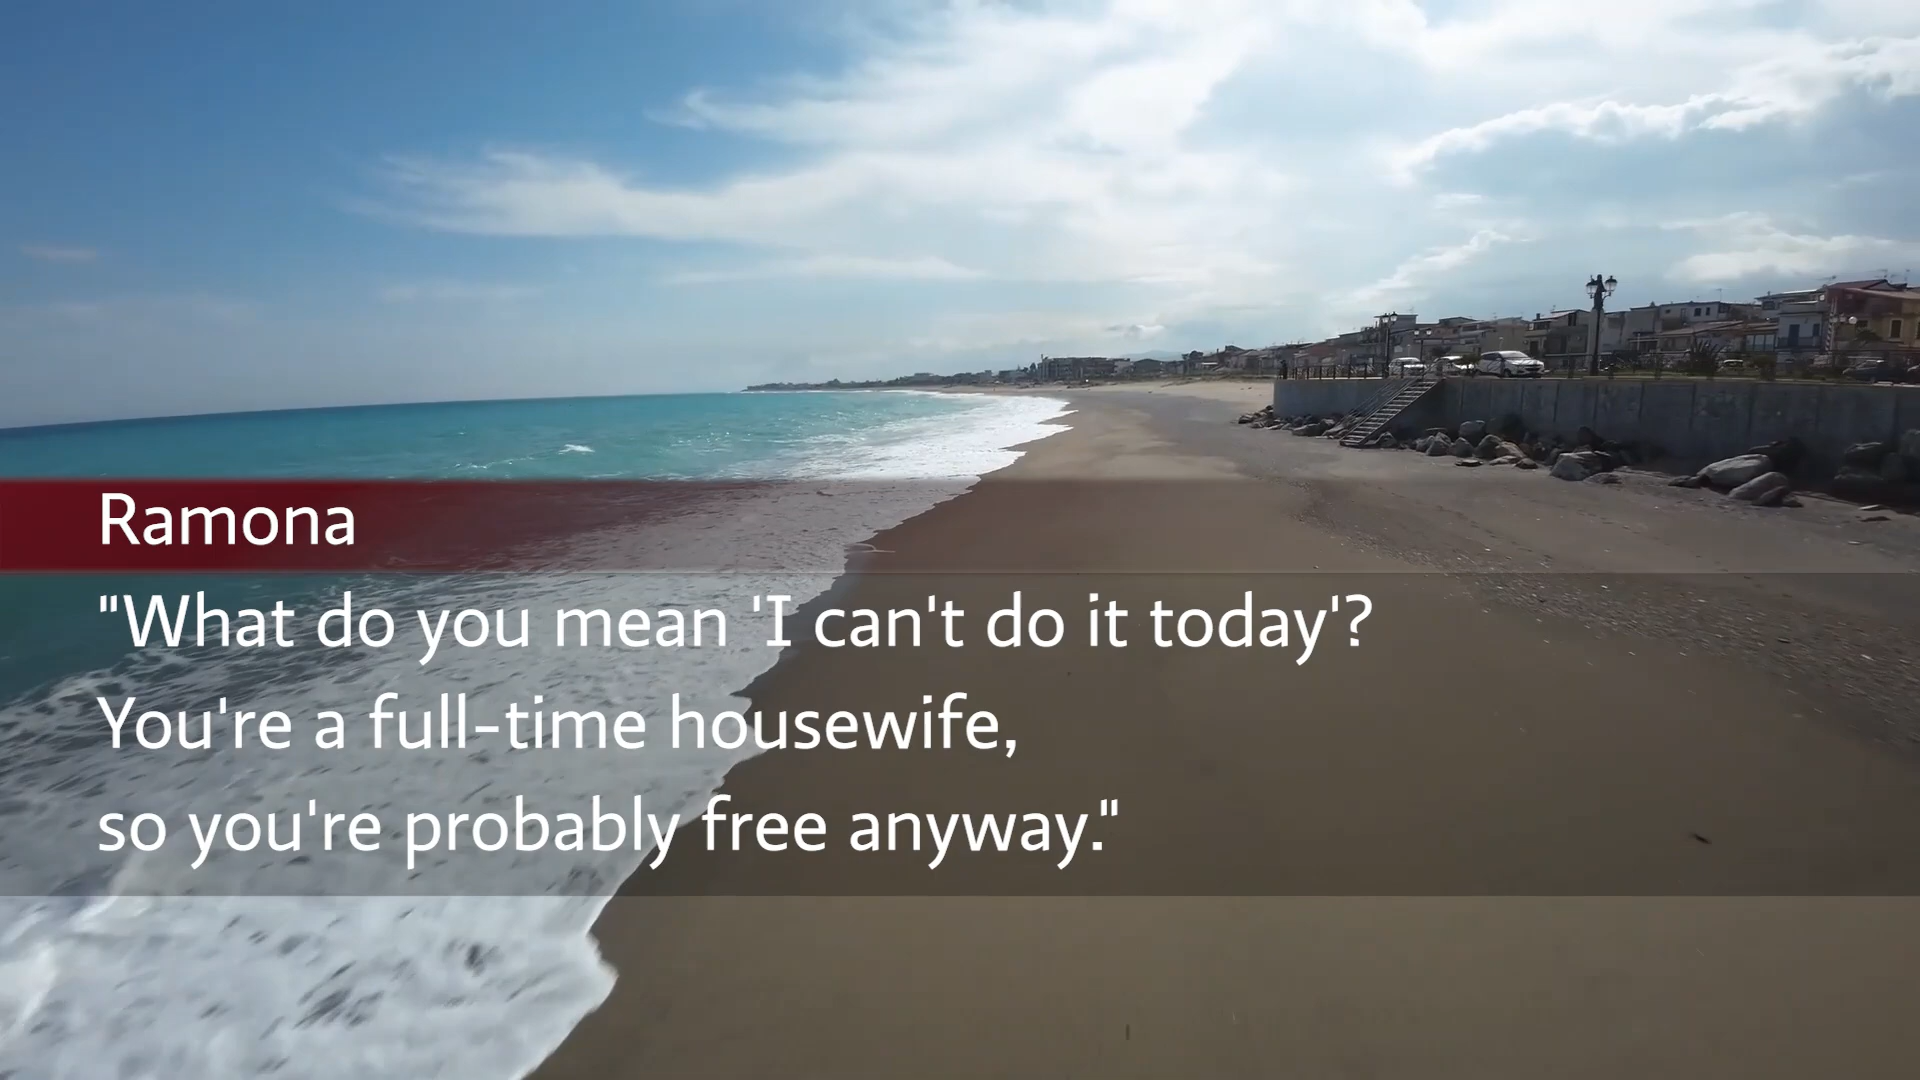 Ramona
"What do you mean 'I can't do it today'?
You're a full-time housewife,
so you're probably free anyway."